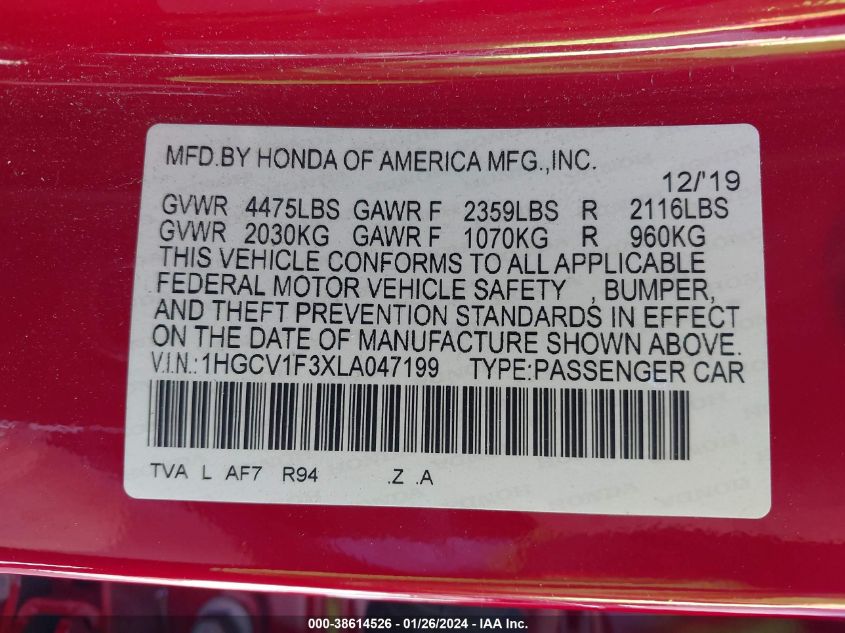 MFD.BY HONDA OF AMERICA MFG.,INC.
12/'19
GVWR 4475LBS GAWR F 2359LBS R 2116LBS
GVWR 2030KG GAWR F 1070KG R 960KG
THIS VEHICLE CONFORMS TO ALL APPLICABLE
FEDERAL MOTOR VEHICLE SAFETY , BUMPER,
AND THEFT PREVENTION STANDARDS IN EFFECT
ON THE DATE OF MANUFACTURE SHOWN ABOVE.
V.I.N.:1HGCV1F3XLA047199 TYPE:PASSENGER CAR
TVA L AF7 R94 .Z .A
000-38614526 - 01/26/2024 - IAA Inc.